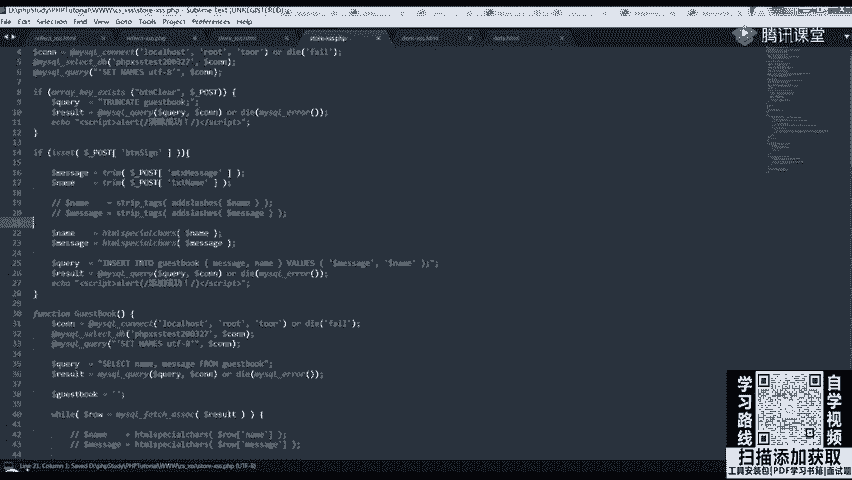 D:\phpStudy\PHPTutorial\WWW\cs_xss\store-xss.php - Sublime Text (UNREGISTERED)
File Edit Selection Find View Goto Tools Project Preferences Help
reflect_xss.html reflect-xss.php store_xss.html store-xss.php
腾讯课堂
4 $conn = @mysql_connect('localhost', 'root', 'toor') or die('fail');
5 @mysql_select_db('phpxsstest200327', $conn);
6 @mysql_query("SET NAMES utf-8'", $conn);
7
8 if (array_key_exists ("btnClear", $_POST)) {
9 $query = "TRUNCATE guestbook;";
10 $result = @mysql_query($query, $conn) or die(mysql_error());
11 echo "<script>alert(/清除成功！/)</script>";
12 }
13
14 if (isset( $_POST[ 'btnSign' ] )){
15
16 $message = trim( $_POST[ 'mtxMessage' ] );
17 $name = trim( $_POST[ 'txtName' ] );
18
19 // $name = strip_tags( addslashes( $name ) );
20 // $message = strip_tags( addslashes( $message ) );
22 $name = htmlspecialchars( $name );
23 $message = htmlspecialchars( $message );
24
25 $query = "INSERT INTO guestbook ( message, name ) VALUES ( '$message', '$name' );";
26 $result = @mysql_query($query, $conn) or die(mysql_error());
27 echo "<script>alert(/添加成功！/)</script>";
28 }
29
30 function Guestbook() {
31 $conn = @mysql_connect('localhost', 'root', 'toor') or die('fail');
32 @mysql_select_db('phpxsstest200327', $conn);
33 @mysql_query("'SET NAMES utf-8'", $conn);
34
35 $query = "SELECT name, message FROM guestbook";
36 $result = mysql_query($query, $conn) or die(mysql_error());
37
38 $guestbook = '';
39
40 while( $row = mysql_fetch_assoc( $result ) ) {
41
42 // $name = htmlspecialchars( $row['name'] );
43 // $message = htmlspecialchars( $row['message'] );
44
Line 21, Column 1; Saved D:\phpStudy\PHPTutorial\WWW\cs_xss\store-xss.php (UTF-8)
学习路线
自学视频
扫描添加获取
工具安装包|PDF学习书籍|面试题